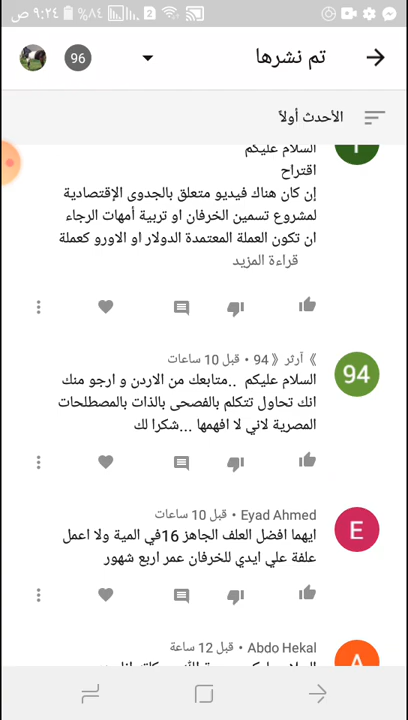 ٩:٢٤ ص
٨٤%
2
تم نشرها
96
الأحدث أولاً
السلام عليكم
اقتراح
إن كان هناك فيديو متعلق بالجدوى الإقتصادية
لمشروع تسمين الخرفان او تربية أمهات الرجاء
ان تكون العملة المعتمدة الدولار او الاورو كعملة
قراءة المزيد
》آرثر《 94 • قبل 10 ساعات
94
السلام عليكم ..متابعك من الاردن و ارجو منك
انك تحاول تتكلم بالفصحى بالذات بالمصطلحات
المصرية لاني لا افهمها ...شكرا لك
Eyad Ahmed • قبل 10 ساعات
E
ايهما افضل العلف الجاهز 16في المية ولا اعمل
علفة علي ايدي للخرفان عمر اربع شهور
Abdo Hekal • قبل 12 ساعة
A